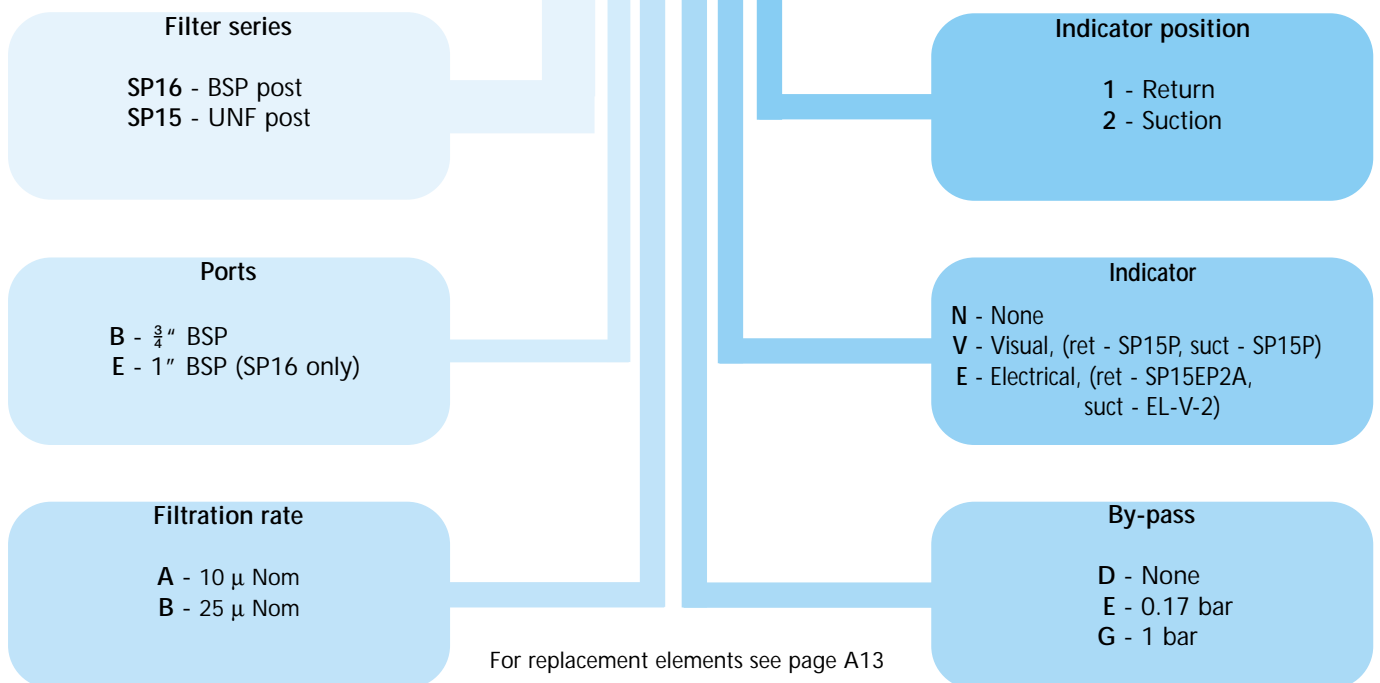 Filter series
SP16 - BSP post
SP15 - UNF post
Ports
B - ¾“ BSP
E - 1” BSP (SP16 only)
Filtration rate
A - 10 µ Nom
B - 25 µ Nom
Indicator position
1 - Return
2 - Suction
Indicator
N - None
V - Visual, (ret - SP15P, suct - SP15P)
E - Electrical, (ret - SP15EP2A,
suct - EL-V-2)
By-pass
D - None
E - 0.17 bar
G - 1 bar
For replacement elements see page A13